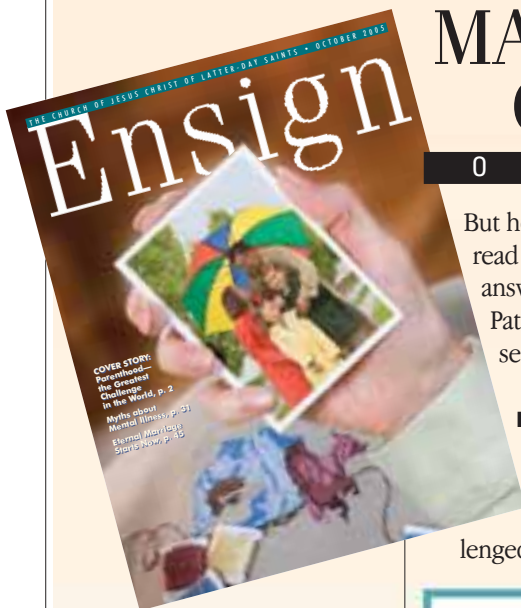 THE CHURCH OF JESUS CHRIST OF LATTER-DAY SAINTS • OCTOBER 2005
Ensign
COVER STORY:
Parenthood—
the Greatest
Challenge
in the World, p. 2
Myths about
Mental Illness, p. 31
Eternal Marriage
Starts Now, p. 45
MA
O
But h
read
answ
Pat
se
lenged